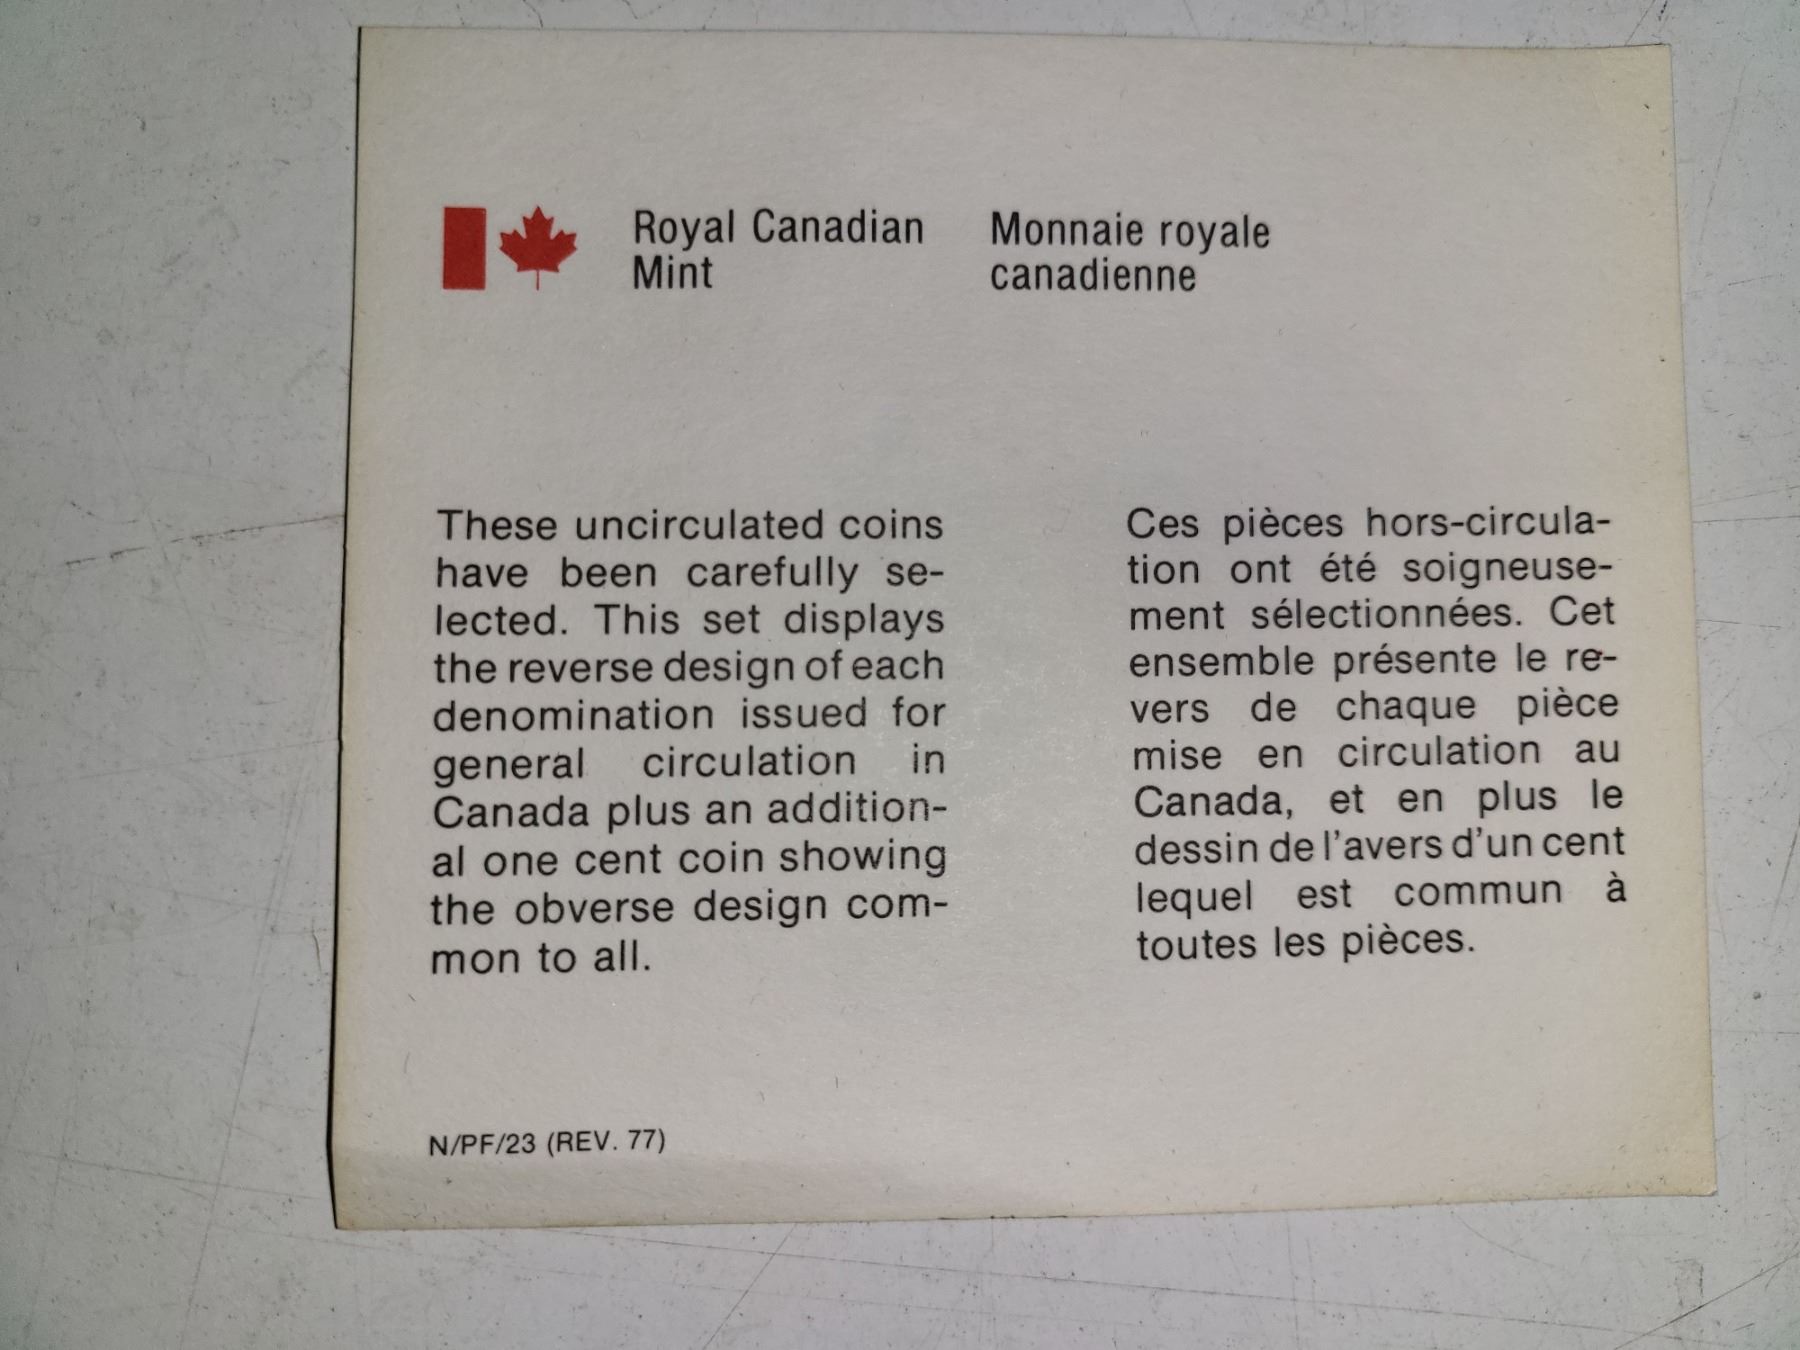 Royal Canadian
Mint
Monnaie royale
canadienne
These uncirculated coins
have been carefully se-
lected. This set displays
the reverse design of each
denomination issued for
general circulation in
Canada plus an addition-
al one cent coin showing
the obverse design com-
mon to all.
Ces pièces hors-circula-
tion ont été soigneuse-
ment sélectionnées. Cet
ensemble présente le re-
vers de chaque pièce
mise en circulation au
Canada, et en plus le
dessin de l'avers d'un cent
lequel est commun à
toutes les pièces.
N/PF/23 (REV. 77)